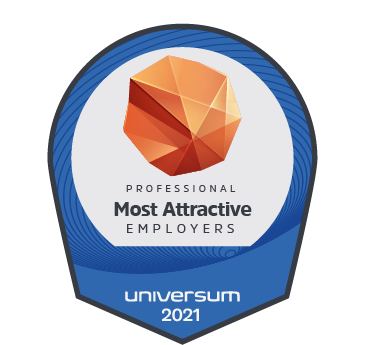 PROFESSIONAL
Most Attractive
EMPLOYERS
universum
2021